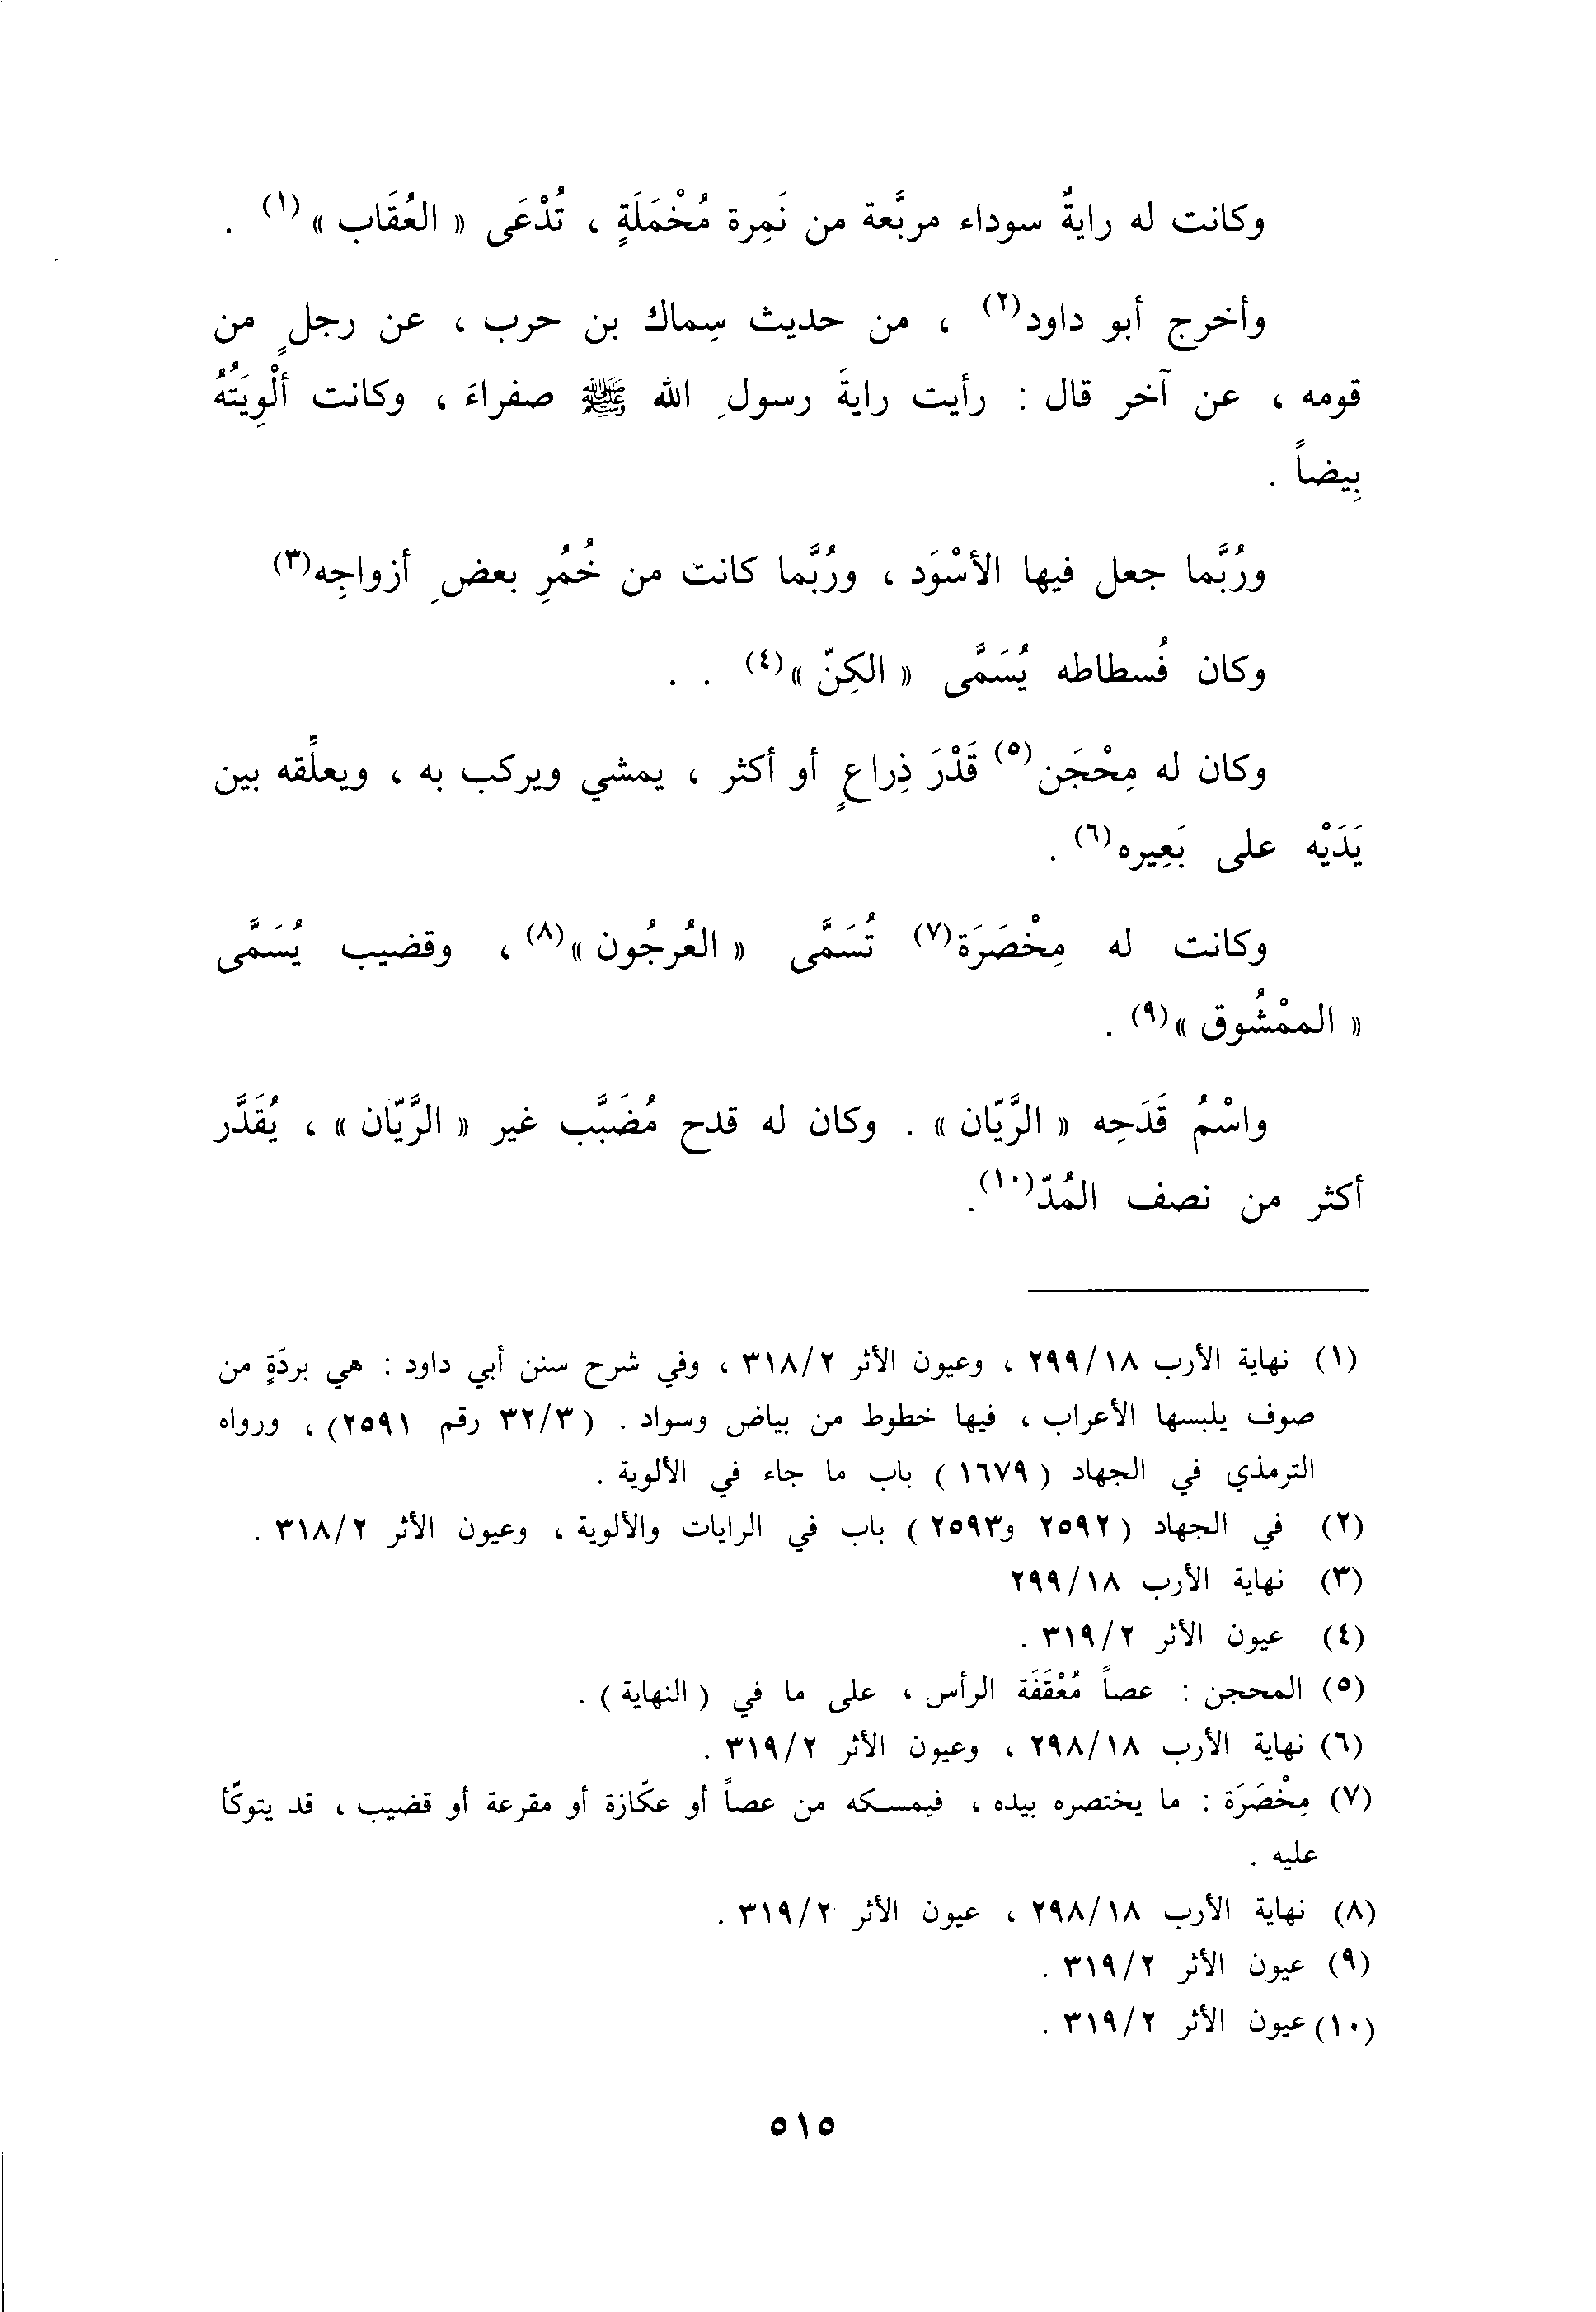 وكانت له رايةٌ سوداء مربَّعة من نَمِرة مُخْمَلَةٍ ، تُدْعَى « العُقَاب »(١) .
وأخرج أبو داود(٢) ، من حديث سِماك بن حرب ، عن رجلٍ من
قومه ، عن آخر قال : رأيت رايةَ رسولِ الله ﷺ صفراءَ ، وكانت ألْوِيَتُهُ
بِيضاً .
ورُبَّما جعل فيها الأسْوَد ، ورُبَّما كانت من خُمُرِ بعضِ أزواجِه(٣)
وكان فُسطاطه يُسَمَّى « الكِنّ »(٤) . .
وكان له مِحْجَن(٥) قَدْرَ ذِراعٍ أو أكثر ، يمشي ويركب به ، ويعلِّقه بين
يَدَيْه على بَعِيره(٦) .
وكانت له مِخْصَرَة(٧) تُسَمَّى « العُرجُون »(٨) ، وقضيب يُسَمَّى
« الممْشُوق »(٩) .
واسْمُ قَدَحِه « الرَّيّان » . وكان له قدح مُضَبَّب غير « الرَّيّان » ، يُقَدَّر
أكثر من نصف المُدّ(١٠) .
(١) نهاية الأرب ٢٩٩/١٨ ، وعيون الأثر ٣١٨/٢ ، وفي شرح سنن أبي داود : هي بردَةٍ من
صوف يلبسها الأعراب ، فيها خطوط من بياض وسواد . (٣٢/٣ رقم ٢٥٩١) ، ورواه
الترمذي في الجهاد (١٦٧٩) باب ما جاء في الألوية .
(٢) في الجهاد (٢٥٩٢ و٢٥٩٣) باب في الرايات والألوية ، وعيون الأثر ٣١٨/٢ .
(٣) نهاية الأرب ٢٩٩/١٨
(٤) عيون الأثر ٣١٩/٢ .
(٥) المحجن : عصاً مُعْقَفَة الرأس ، على ما في (النهاية) .
(٦) نهاية الأرب ٢٩٨/١٨ ، وعيون الأثر ٣١٩/٢ .
(٧) مِخْصَرَة : ما يختصره بيده ، فيمسكه من عصاً أو عكّازة أو مقرعة أو قضيب ، قد يتوكّأ
عليه .
(٨) نهاية الأرب ٢٩٨/١٨ ، عيون الأثر ٣١٩/٢ .
(٩) عيون الأثر ٣١٩/٢ .
(١٠) عيون الأثر ٣١٩/٢ .
٥١٥